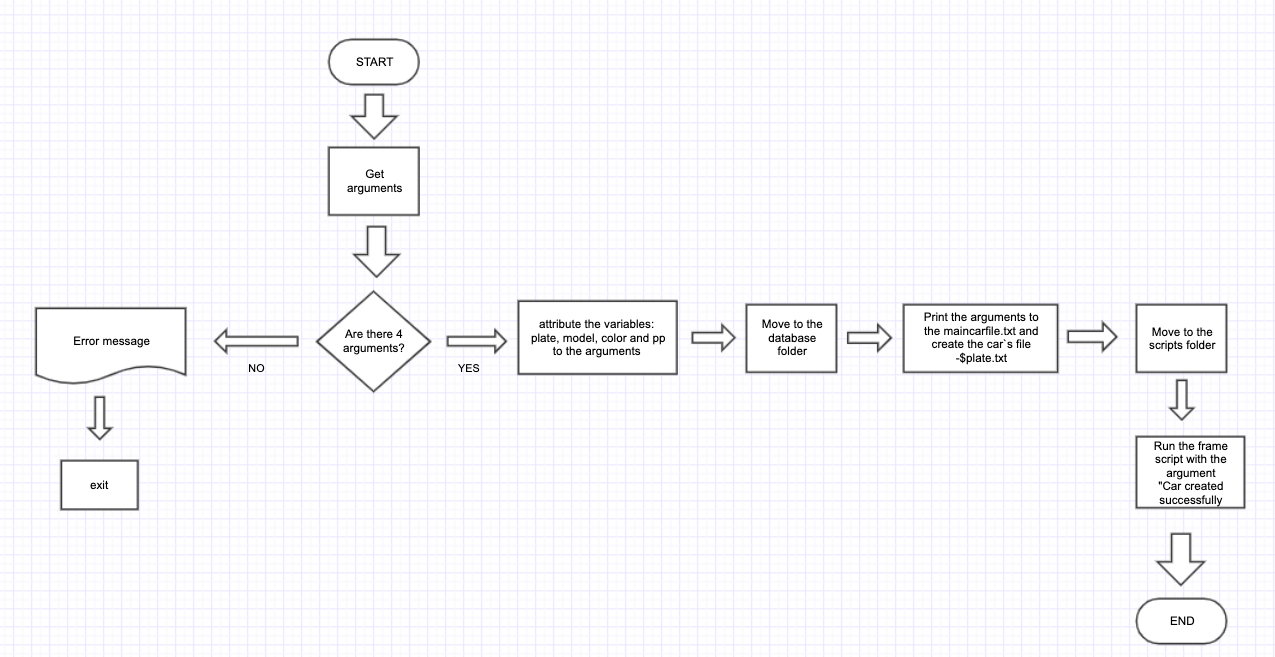 START
Get
arguments
Are there 4
arguments?
NO
YES
Error message
exit
attribute the variables:
plate, model, color and pp
to the arguments
Move to the
database
folder
Print the arguments to
the maincarfile.txt and
create the car`s file
-$plate.txt
Move to the
scripts folder
Run the frame
script with the
argument
"Car created
successfully
END